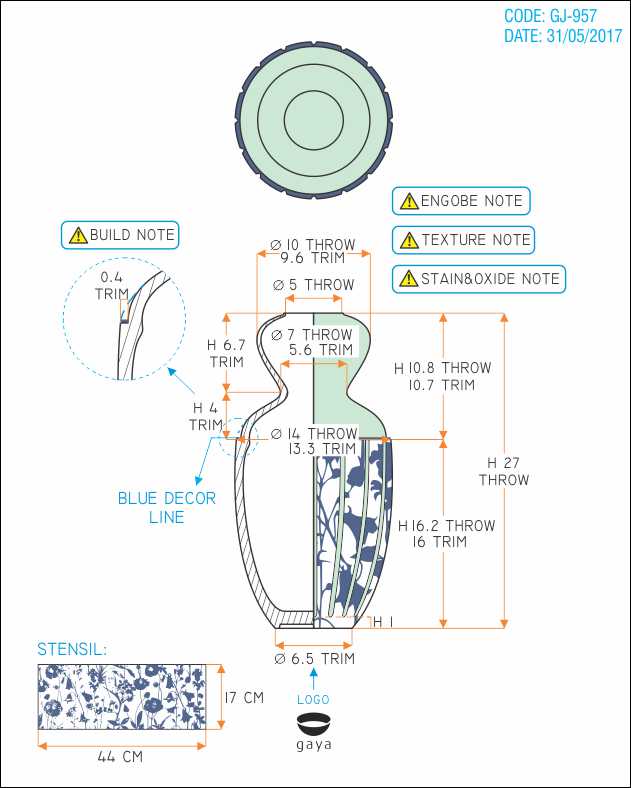 CODE: GJ-957
DATE: 31/05/2017
ENGOBE NOTE
TEXTURE NOTE
STAIN&OXIDE NOTE
BUILD NOTE
0.4
TRIM
Ø 10 THROW
9.6 TRIM
Ø 5 THROW
Ø 7 THROW
5.6 TRIM
H 6.7
TRIM
H 10.8 THROW
10.7 TRIM
H 4
TRIM
Ø 14 THROW
13.3 TRIM
H 27
THROW
BLUE DECOR
LINE
H 16.2 THROW
16 TRIM
H 1
Ø 6.5 TRIM
STENSIL:
17 CM
44 CM
LOGO
gaya